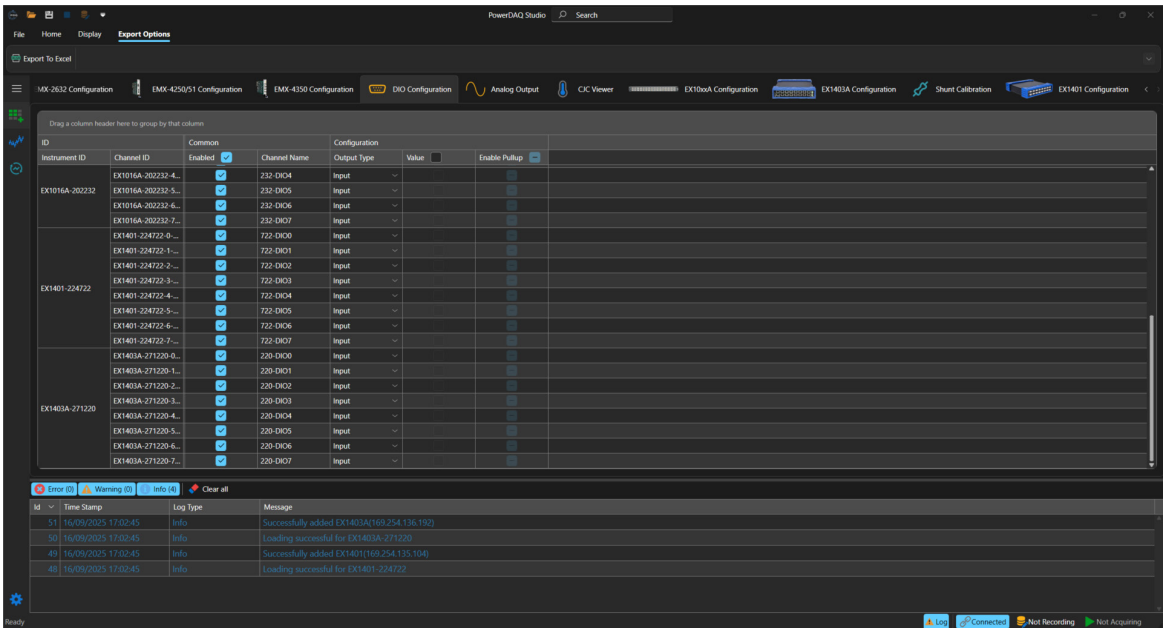 PowerDAQ Studio Search
File Home Display Export Options
Export To Excel
MX-2632 Configuration EMX-4250/51 Configuration EMX-4350 Configuration DIO Configuration Analog Output CJC Viewer EX10xxA Configuration EX1403A Configuration Shunt Calibration EX1401 Configuration
Drag a column header here to group by that column
ID Common Configuration
Instrument ID Channel ID Enabled Channel Name Output Type Value Enable Pullup
EX1016A-202232-4... 232-DIO4 Input
EX1016A-202232 EX1016A-202232-5... 232-DIO5 Input
EX1016A-202232-6... 232-DIO6 Input
EX1016A-202232-7... 232-DIO7 Input
EX1401-224722-0-... 722-DIO0 Input
EX1401-224722-1-... 722-DIO1 Input
EX1401-224722-2-... 722-DIO2 Input
EX1401-224722-3-... 722-DIO3 Input
EX1401-224722
EX1401-224722-4-... 722-DIO4 Input
EX1401-224722-5-... 722-DIO5 Input
EX1401-224722-6-... 722-DIO6 Input
EX1401-224722-7-... 722-DIO7 Input
EX1403A-271220-0... 220-DIO0 Input
EX1403A-271220-1... 220-DIO1 Input
EX1403A-271220-2... 220-DIO2 Input
EX1403A-271220-3... 220-DIO3 Input
EX1403A-271220
EX1403A-271220-4... 220-DIO4 Input
EX1403A-271220-5... 220-DIO5 Input
EX1403A-271220-6... 220-DIO6 Input
EX1403A-271220-7... 220-DIO7 Input
Error (0) Warning (0) Info (4) Clear all
Id Time Stamp Log Type Message
51 16/09/2025 17:02:45 Info Successfully added EX1403A(169.254.136.192)
50 16/09/2025 17:02:45 Info Loading successful for EX1403A-271220
49 16/09/2025 17:02:45 Info Successfully added EX1401(169.254.135.104)
48 16/09/2025 17:02:45 Info Loading successful for EX1401-224722
Ready Log Connected Not Recording Not Acquiring